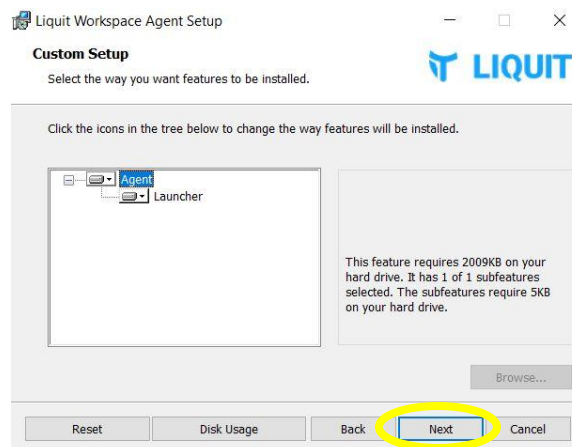 Liquit Workspace Agent Setup
Custom Setup
Select the way you want features to be installed.
LIQUIT
Click the icons in the tree below to change the way features will be installed.
Agent
Launcher
This feature requires 2009KB on your
hard drive. It has 1 of 1 subfeatures
selected. The subfeatures require 5KB
on your hard drive.
Browse...
Reset Disk Usage Back Next Cancel